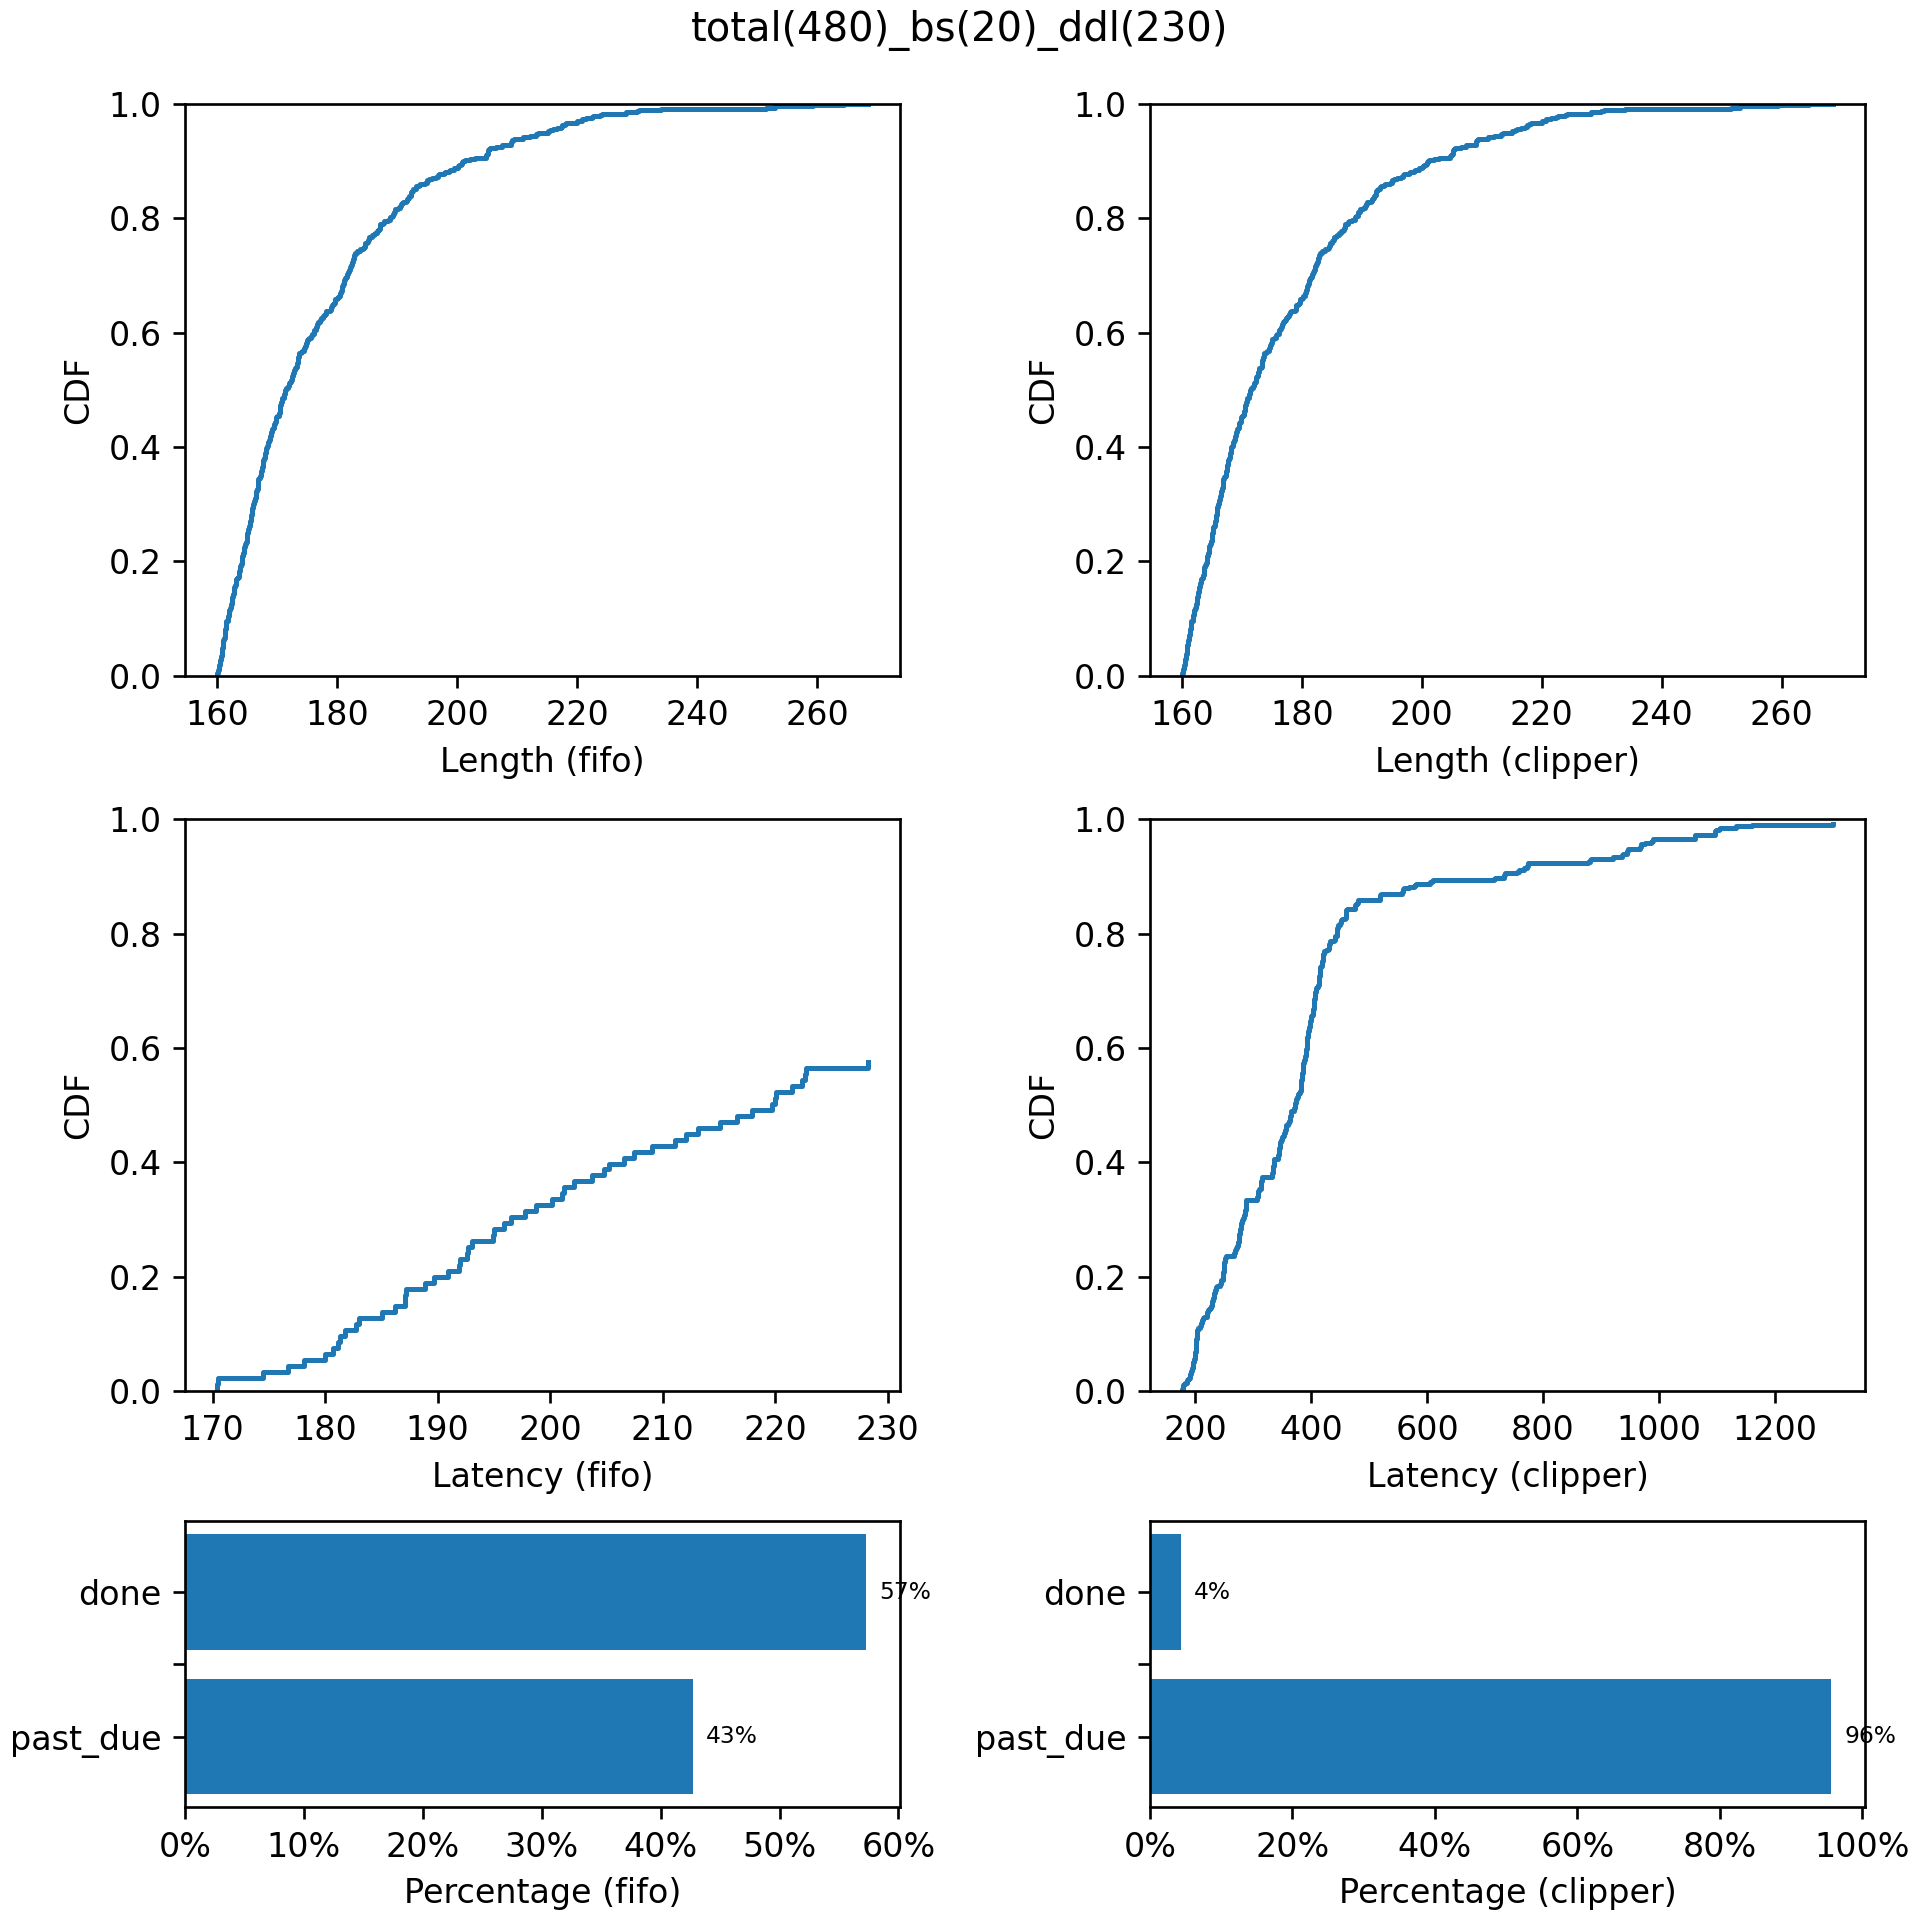 total(480)_bs(20)_ddl(230)
1.0
0.8
0.6
0.4
0.2
0.0
CDF
160 180 200 220 240 260
Length (fifo)
1.0
0.8
0.6
0.4
0.2
0.0
CDF
160 180 200 220 240 260
Length (clipper)
1.0
0.8
0.6
0.4
0.2
0.0
CDF
170 180 190 200 210 220 230
Latency (fifo)
1.0
0.8
0.6
0.4
0.2
0.0
CDF
200 400 600 800 1000 1200
Latency (clipper)
done
57%
past_due
43%
0% 10% 20% 30% 40% 50% 60%
Percentage (fifo)
done
4%
past_due
96%
0% 20% 40% 60% 80% 100%
Percentage (clipper)